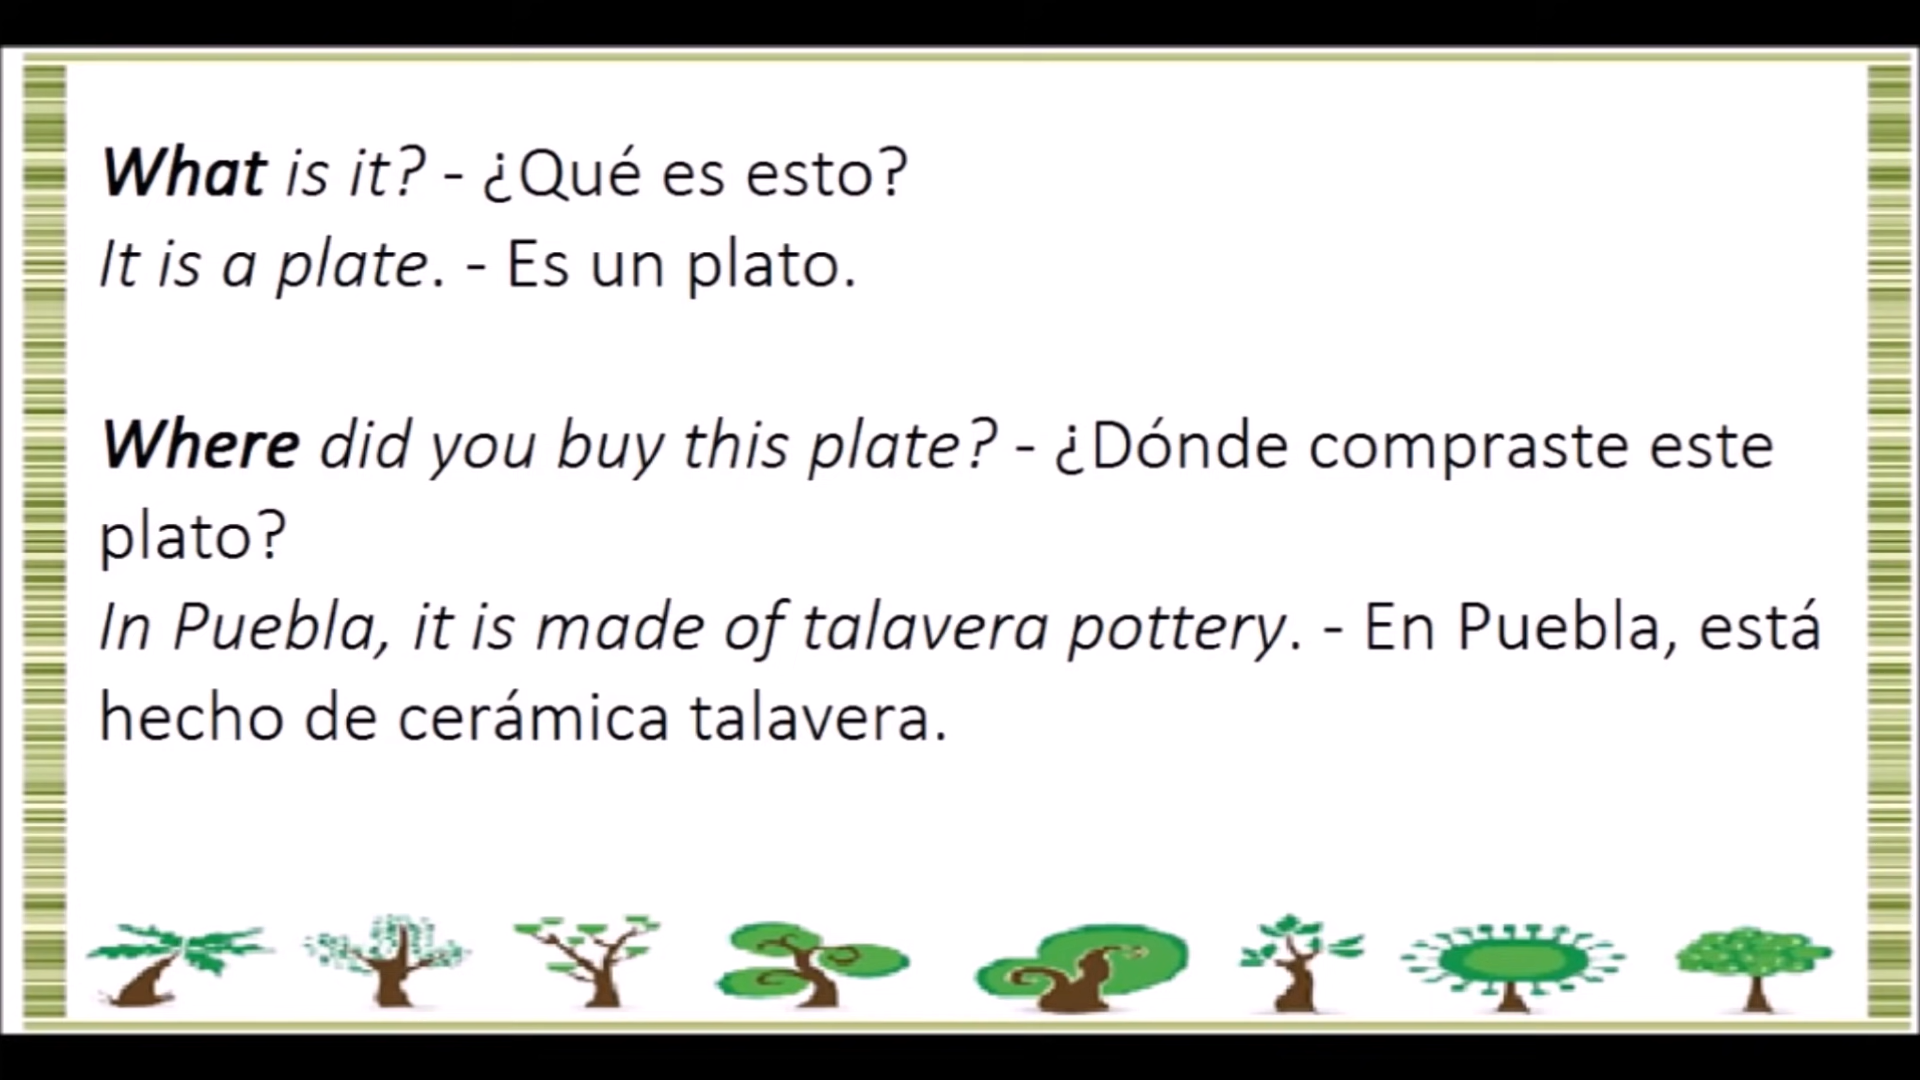 What is it? - ¿Qué es esto?
It is a plate. - Es un plato.
Where did you buy this plate? - ¿Dónde compraste este
plato?
In Puebla, it is made of talavera pottery. - En Puebla, está
hecho de cerámica talavera.